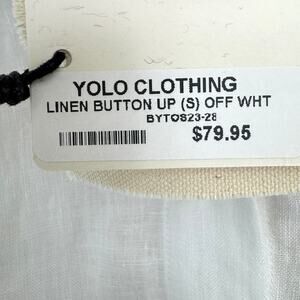 YOLO CLOTHING
LINEN BUTTON UP (S) OFF WHT
BYTOS23-28
$79.95